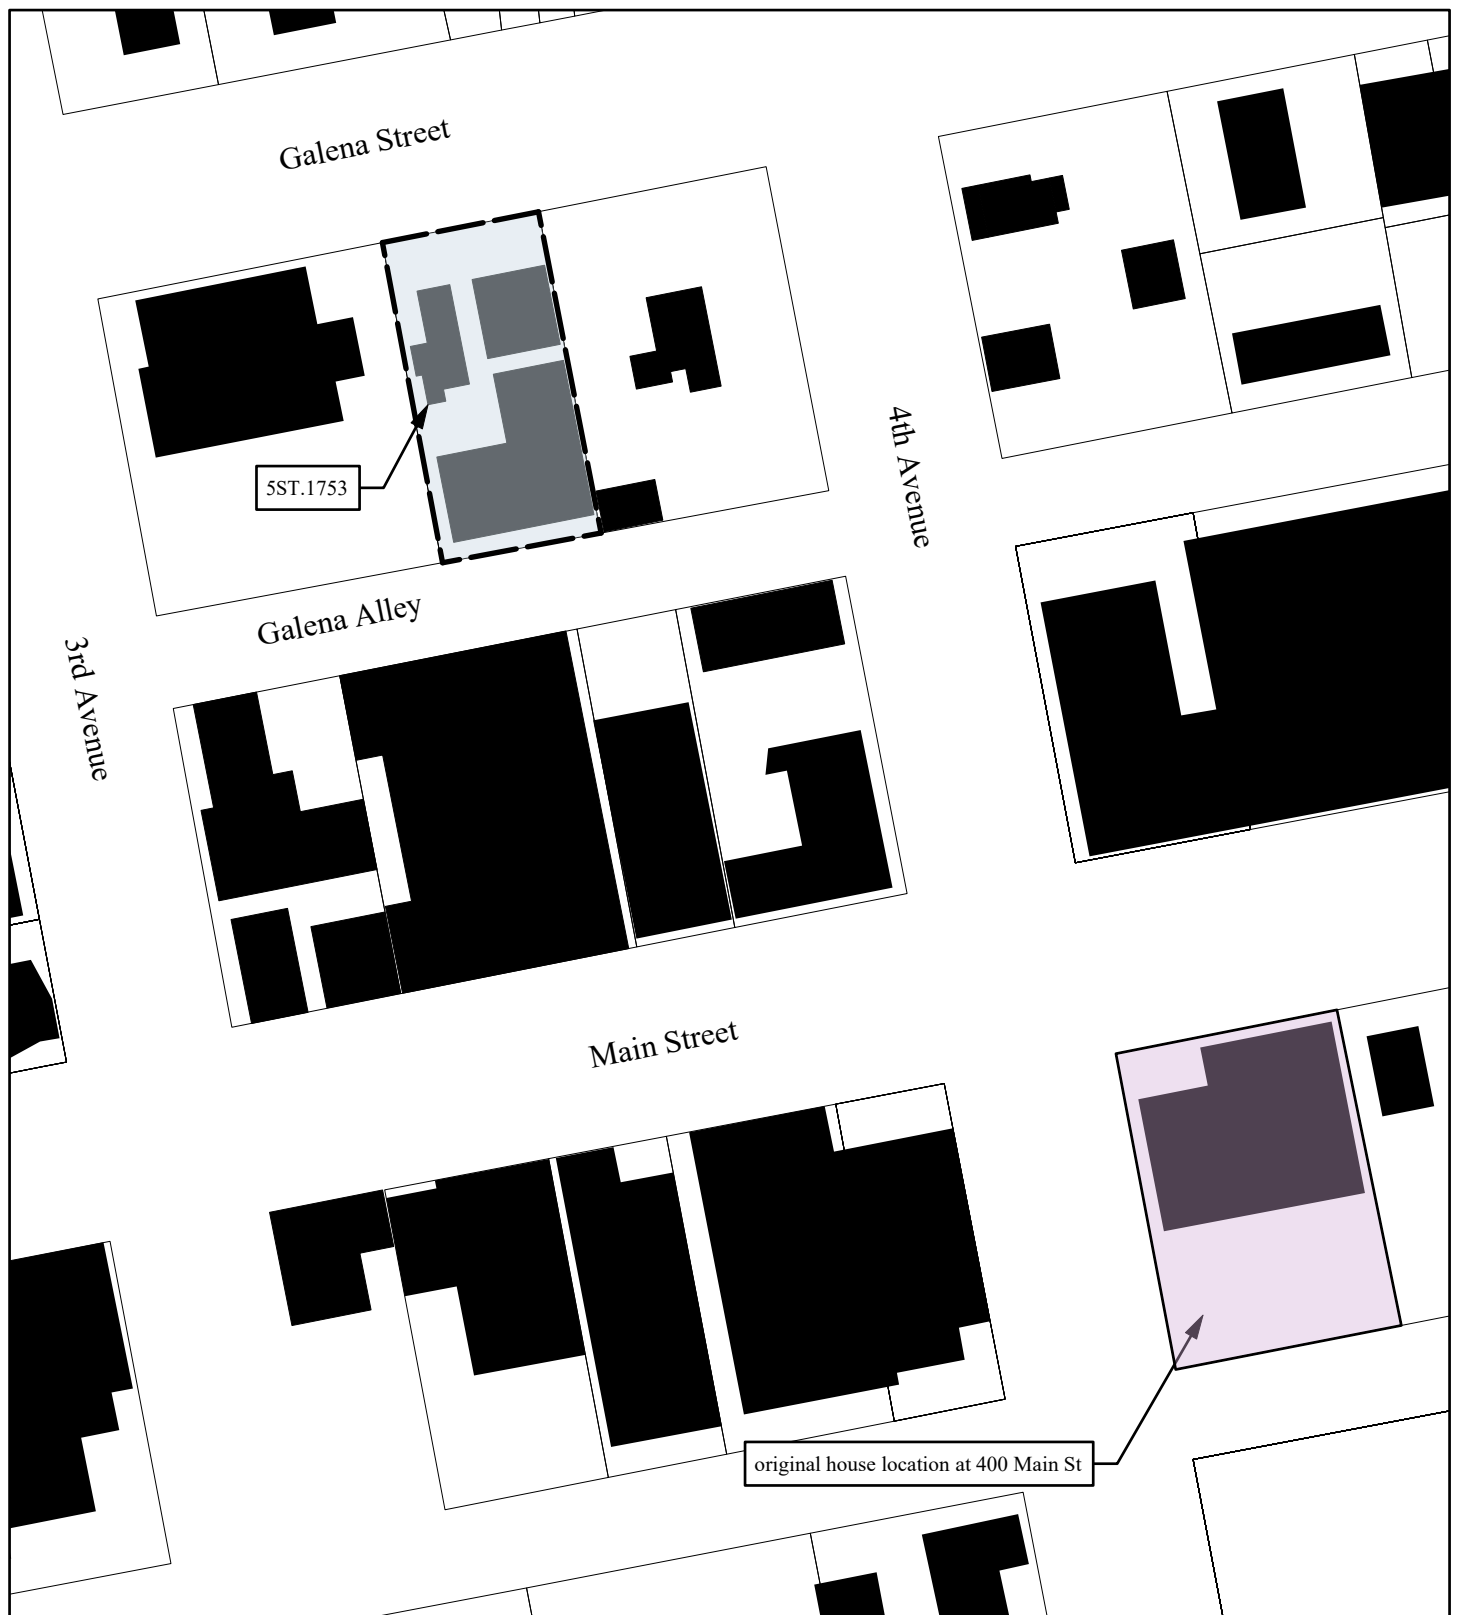 Galena Street
4th Avenue
5ST.1753
Galena Alley
3rd Avenue
Main Street
original house location at 400 Main St